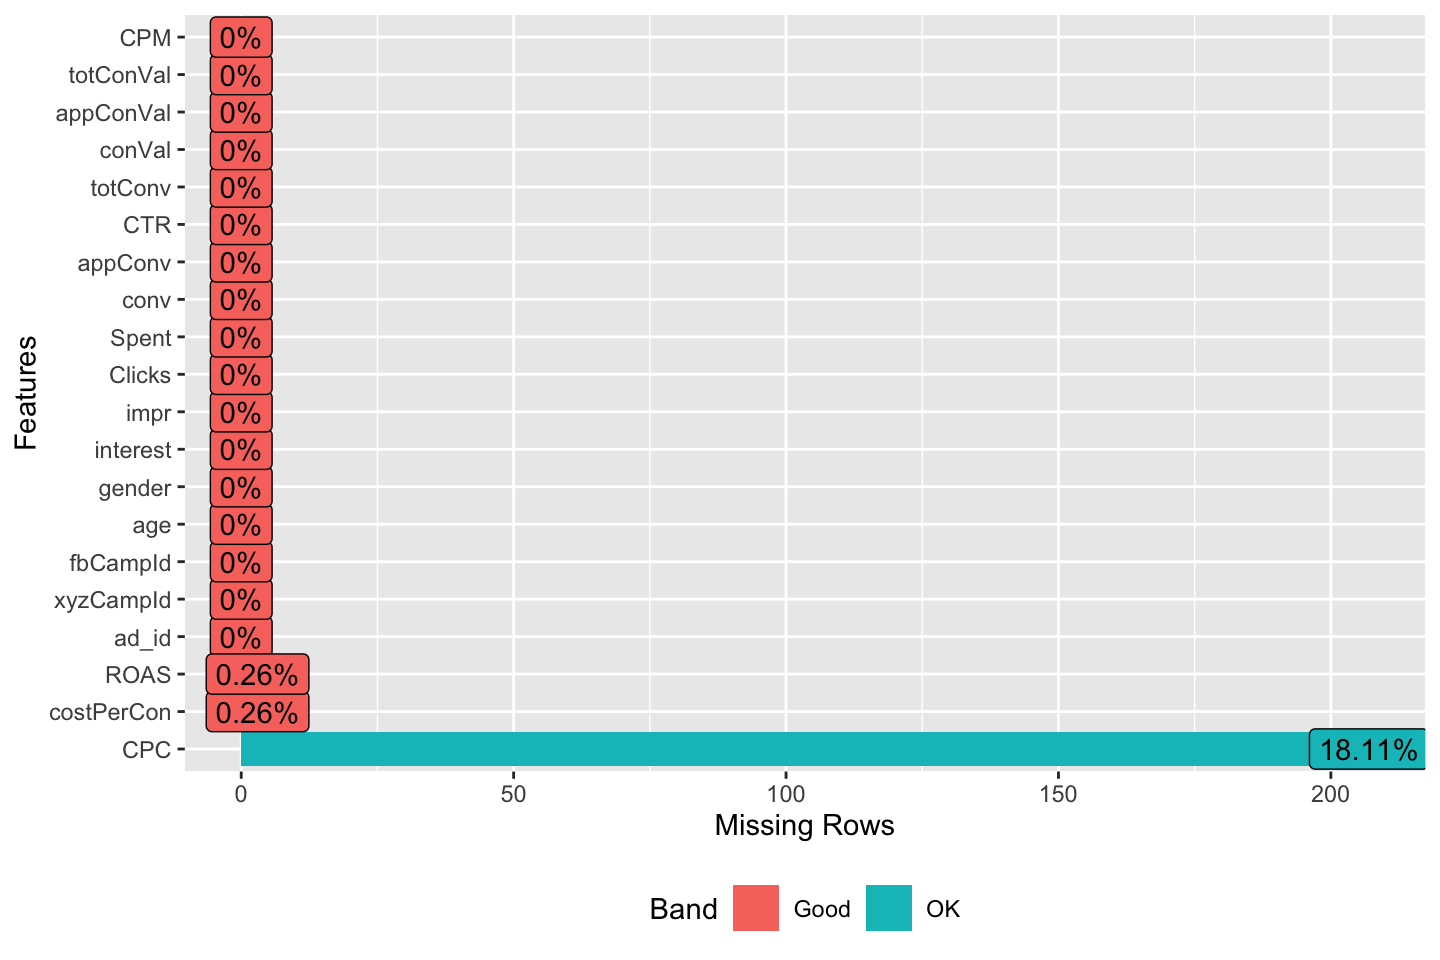 CPM 0%
totConVal 0%
appConVal 0%
conVal 0%
totConv 0%
CTR 0%
appConv 0%
conv 0%
Spent 0%
Clicks 0%
impr 0%
interest 0%
gender 0%
age 0%
fbCampId 0%
xyzCampId 0%
ad_id 0%
ROAS 0.26%
costPerCon 0.26%
CPC 18.11%
Features
0 50 100 150 200
Missing Rows
Band Good OK